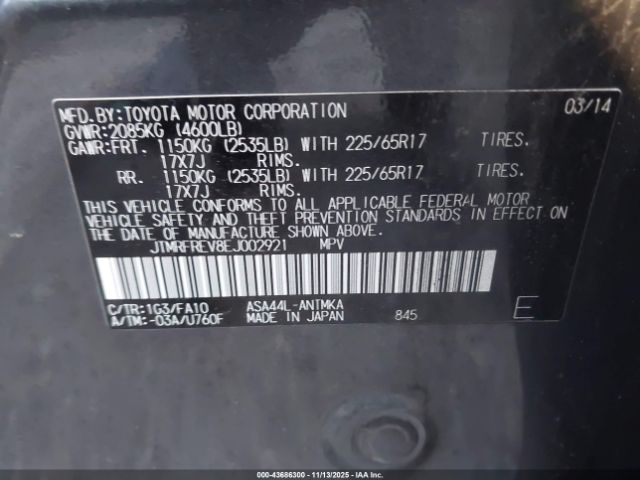 MFD.BY:TOYOTA MOTOR CORPORATION 03/14
GVWR:2085KG (4600LB)
GAWR:FRT. 1150KG (2535LB) WITH 225/65R17 TIRES.
17X7J RIMS.
RR. 1150KG (2535LB) WITH 225/65R17 TIRES.
17X7J RIMS.
THIS VEHICLE CONFORMS TO ALL APPLICABLE FEDERAL MOTOR
VEHICLE SAFETY AND THEFT PREVENTION STANDARDS IN EFFECT ON
THE DATE OF MANUFACTURE SHOWN ABOVE.
JTMRFREV8EJ002921 MPV
C/TR:1G3/FA10 ASA44L-ANTMKA
A/TM:-03A/U760F MADE IN JAPAN 845 E
000-43686300 - 11/13/2025 - IAA Inc.